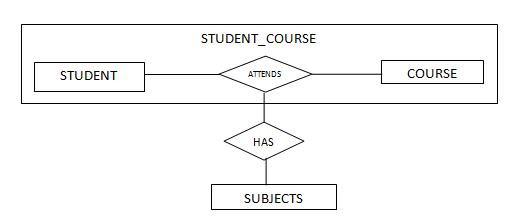 STUDENT_COURSE
STUDENT
ATTENDS
COURSE
HAS
SUBJECTS